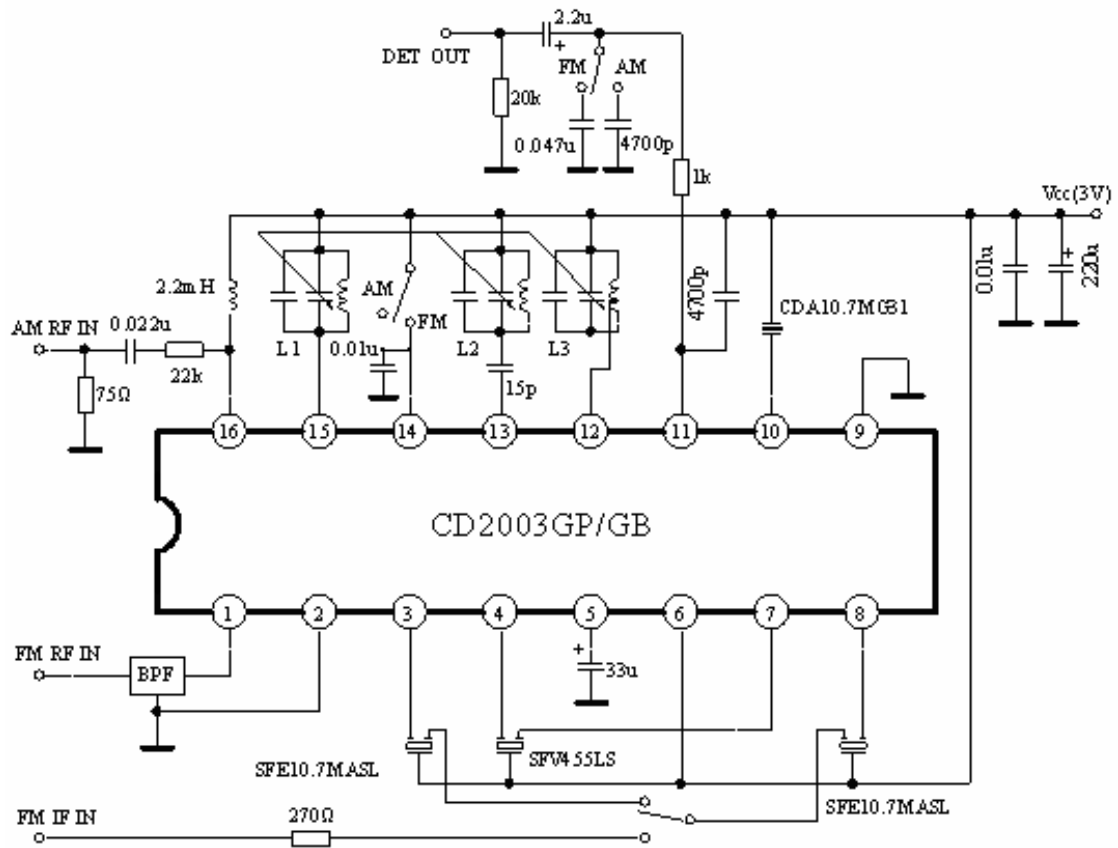 2.2u
+
DET OUT
FM
AM
20k
0.047u
4700p
1k
Vcc(3V)
2.2mH
AM
FM
4700p
CDA10.7MGB1
0.01u
+
220u
AM RF IN
0.022u
22k
L1
0.01u
L2
L3
75Ω
15p
16
15
14
13
12
11
10
9
CD2003GP/GB
1
2
3
4
5
6
7
8
FM RF IN
BPF
+
33u
SFE10.7MASL
SFV455LS
SFE10.7MASL
FM IF IN
270Ω